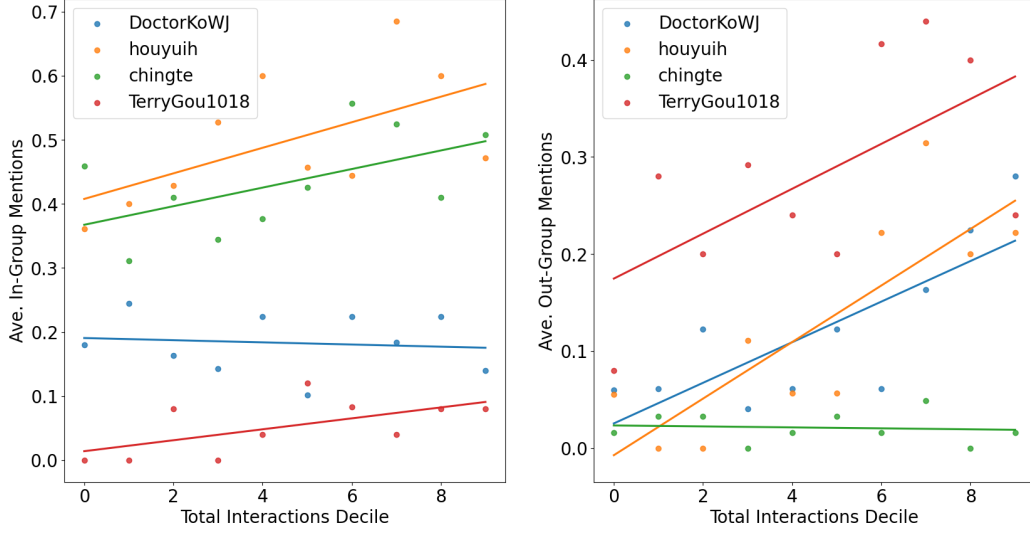 0.7
0.6
0.5
0.4
0.3
0.2
0.1
0.0
Ave. In-Group Mentions
DoctorKoWJ
houyuih
chingte
TerryGou1018
0 2 4 6 8
Total Interactions Decile
0.4
0.3
0.2
0.1
0.0
Ave. Out-Group Mentions
DoctorKoWJ
houyuih
chingte
TerryGou1018
0 2 4 6 8
Total Interactions Decile